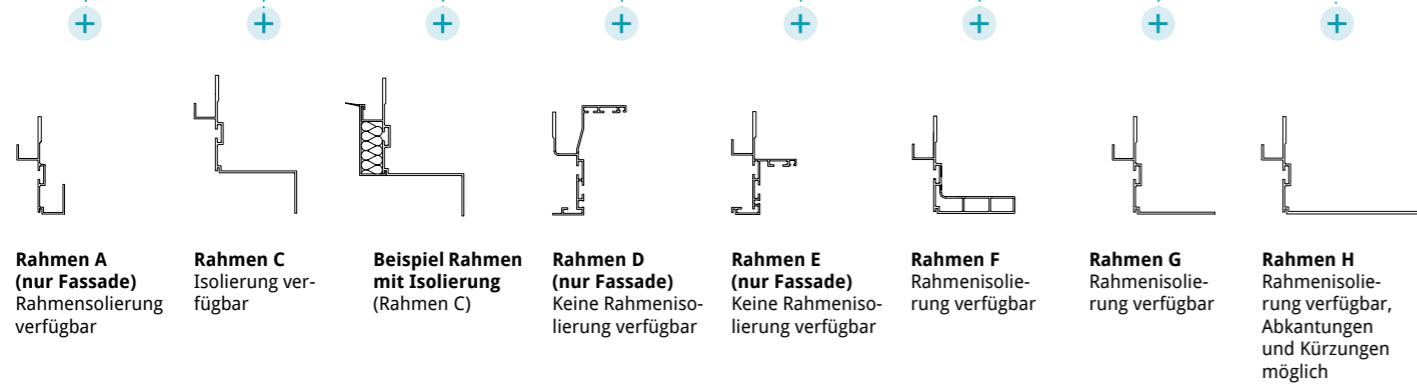 Rahmen A
(nur Fassade)
Rahmensolierung
verfügbar
Rahmen C
Isolierung ver-
fügbar
Beispiel Rahmen
mit Isolierung
(Rahmen C)
Rahmen D
(nur Fassade)
Keine Rahmeniso-
lierung verfügbar
Rahmen E
(nur Fassade)
Keine Rahmeniso-
lierung verfügbar
Rahmen F
Rahmenisolie-
rung verfügbar
Rahmen G
Rahmenisolie-
rung verfügbar
Rahmen H
Rahmenisolie-
rung verfügbar,
Abkantungen
und Kürzungen
möglich